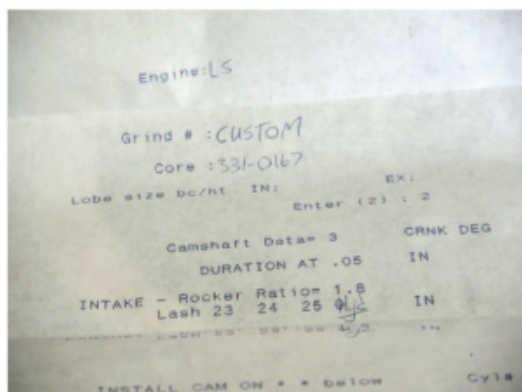 Engine: LS
Grind # : CUSTOM
Core : 331-0167
Lobe size bc/ht IN: EX:
Enter (2) : 2
Camshaft Data= 3 CRNK DEG
DURATION AT .05 IN
INTAKE - Rocker Ratio= 1.8
Lash 23 24 25 IN
INSTALL CAM ON * * below Cyl#